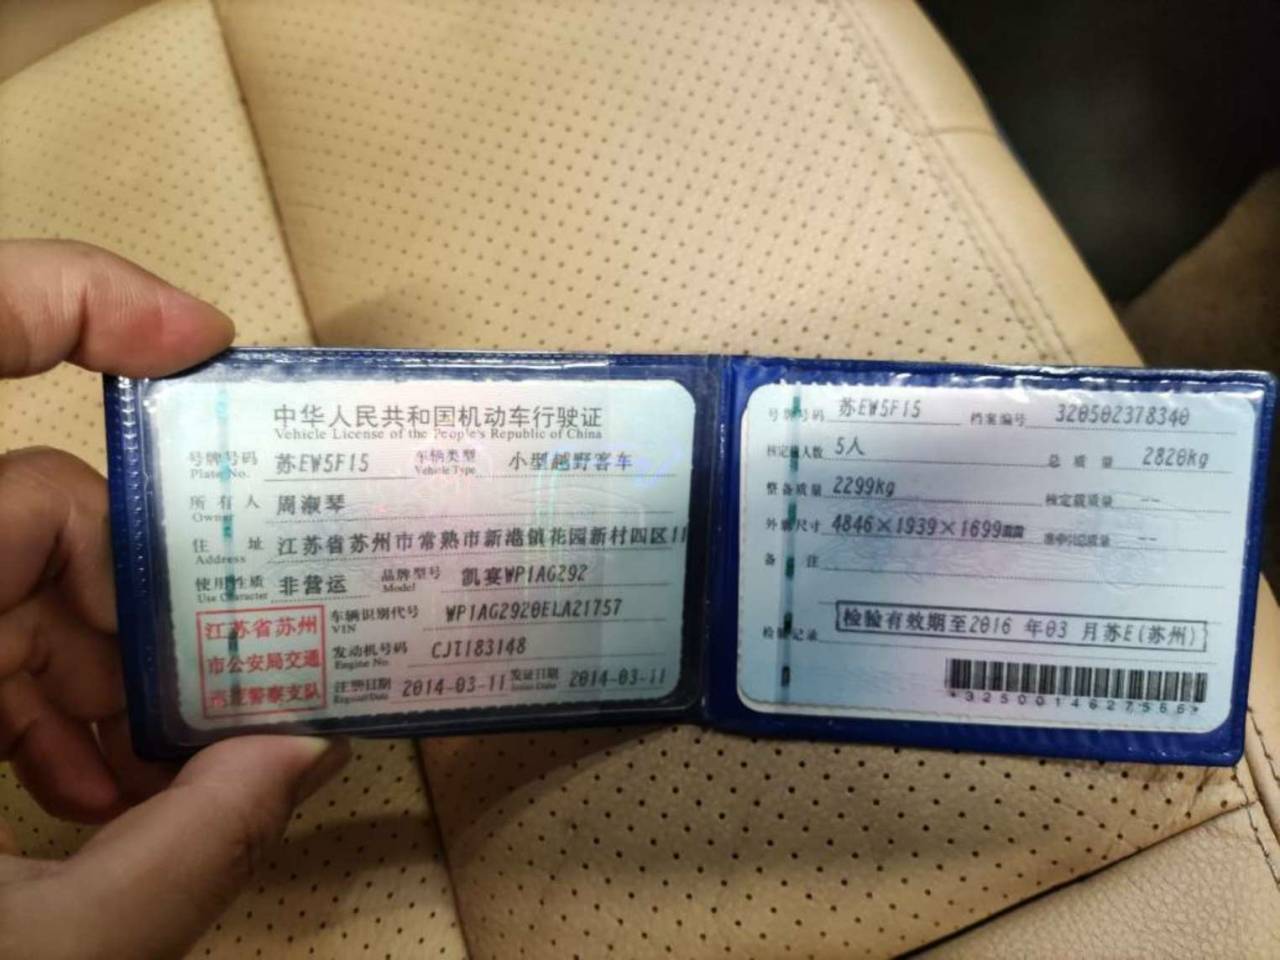 中华人民共和国机动车行驶证
Vehicle License of the People's Republic of China
号牌号码 苏EW5F15 车辆类型 小型越野客车
Plate No. Vehicle Type
所有人 周淑琴
Owner
住址 江苏省苏州市常熟市新港镇花园新村四区11
Address
使用性质 非营运 品牌型号 凯宴WP1AG292
Use Character Model
江苏省苏州
市公安局交通
巡逻警察支队
车辆识别代号 WP1AG2920ELA21757
VIN
发动机号码 CJT183148
Engine No.
注册日期 2014-03-11 发证日期 2014-03-11
Register Date Issue Date
号牌号码 苏EW5F15 档案编号 320502378340
核定载人数 5人 总质量 2820kg
整备质量 2299kg 核定载质量 --
外廓尺寸 4846×1939×1699 准牵引总质量 --
备注
检验记录 检验有效期至2016 年03 月苏E(苏州)
*3250014627566*